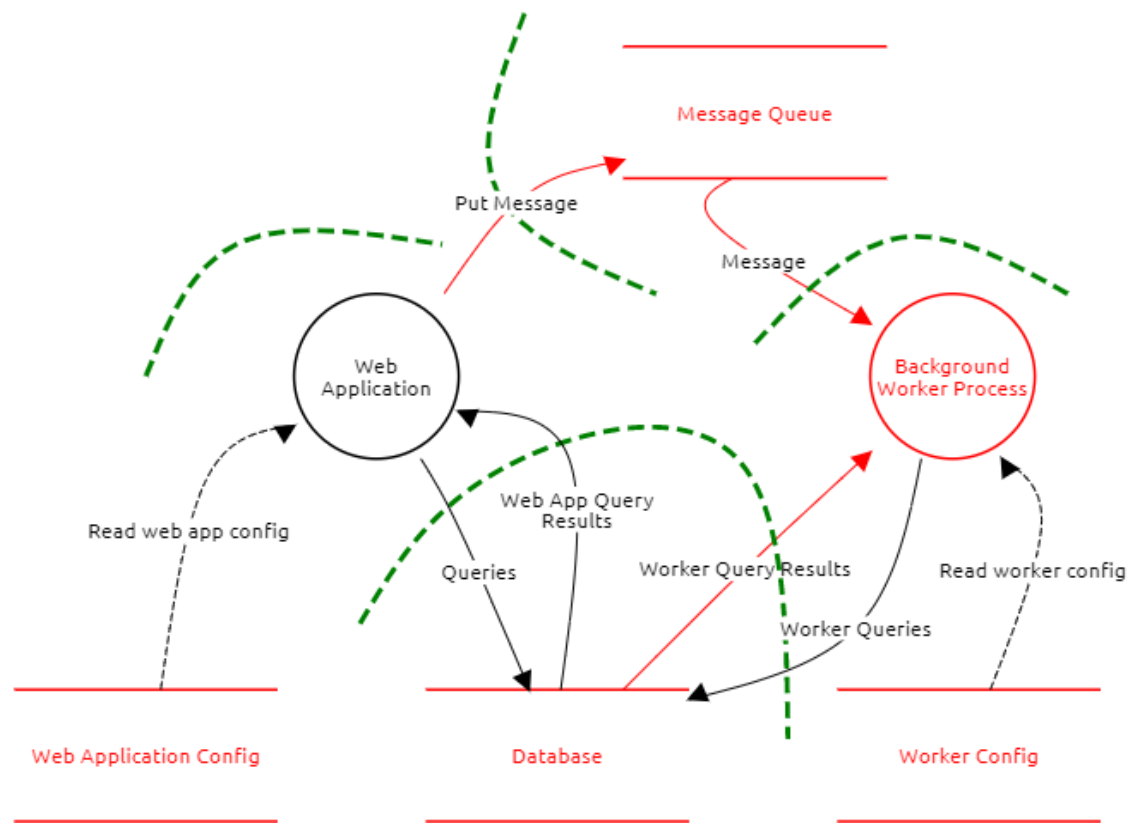 Message Queue
Put Message
Message
Web
Application
Background
Worker Process
Web App Query
Results
Read web app config
Queries
Worker Query Results
Read worker config
Worker Queries
Web Application Config
Database
Worker Config